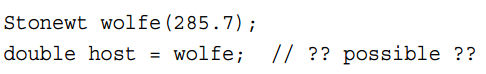 Stonewt wolfe(285.7);
double host = wolfe;  // ?? possible ??